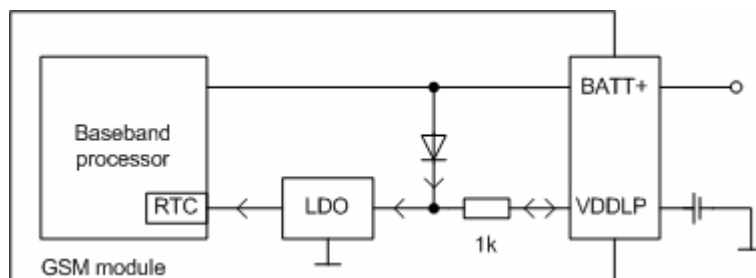 BATT+
Baseband
processor
RTC
LDO
VDDLP
1k
GSM module